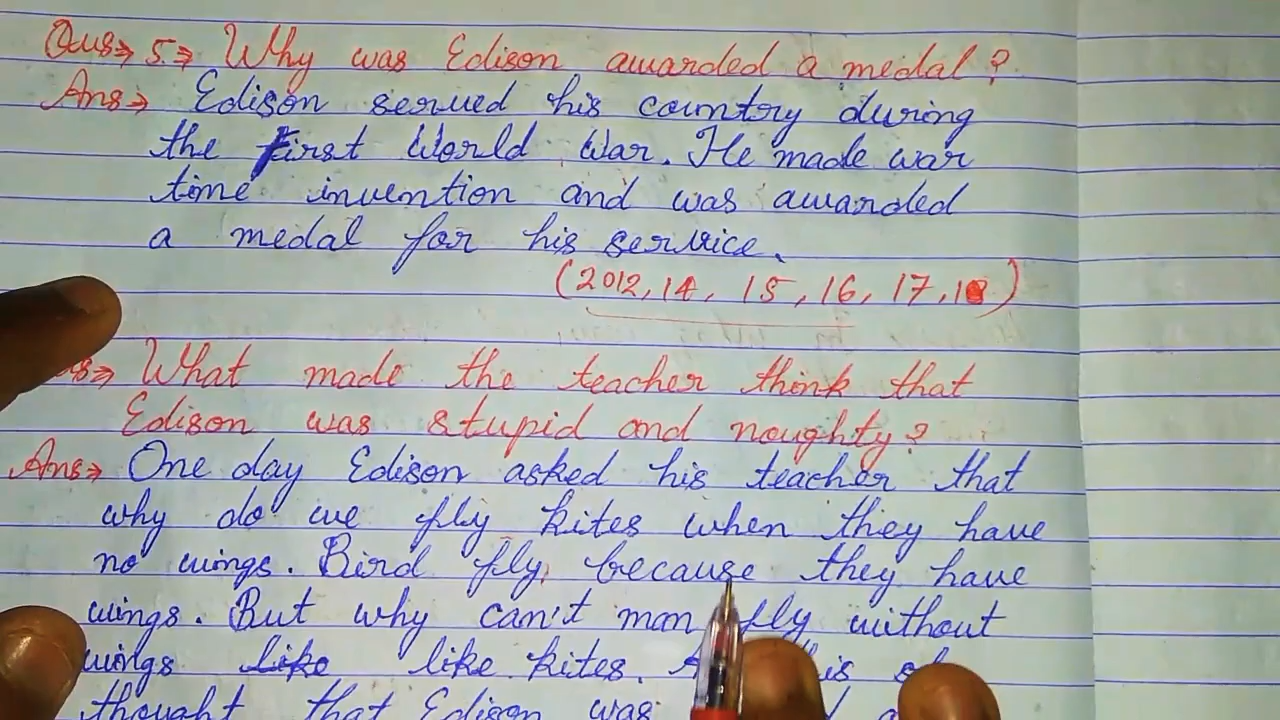 Ous⇒ 5.⇒ Why was Edison awarded a medal?
Ans⇒ Edison served his country during
the First World War. He made war
time invention and was awarded
a medal for his service.
(2012, 14, 15, 16, 17, 18)
What made the teacher think that
Edison was stupid and noughty?
Ans⇒ One day Edison asked his teacher that
why do we fly kites when they have
no wings. Bird fly because they have
wings. But why can't man fly without
wings like like kites.
thought that Edison was